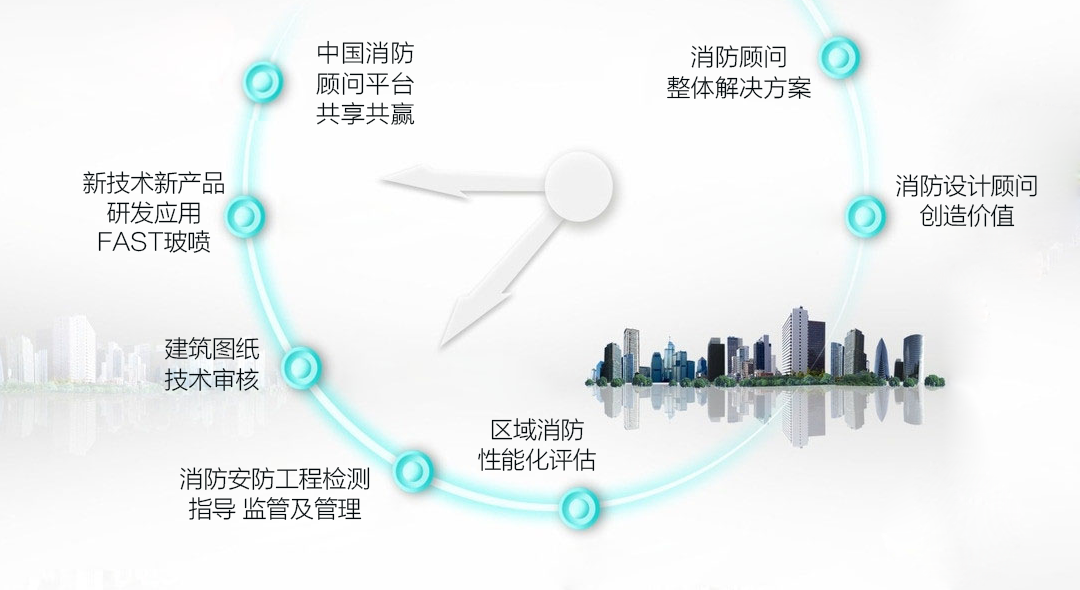 中国消防
顾问平台
共享共赢
消防顾问
整体解决方案
新技术新产品
研发应用
FAST玻喷
消防设计顾问
创造价值
建筑图纸
技术审核
区域消防
性能化评估
消防安防工程检测
指导 监管及管理